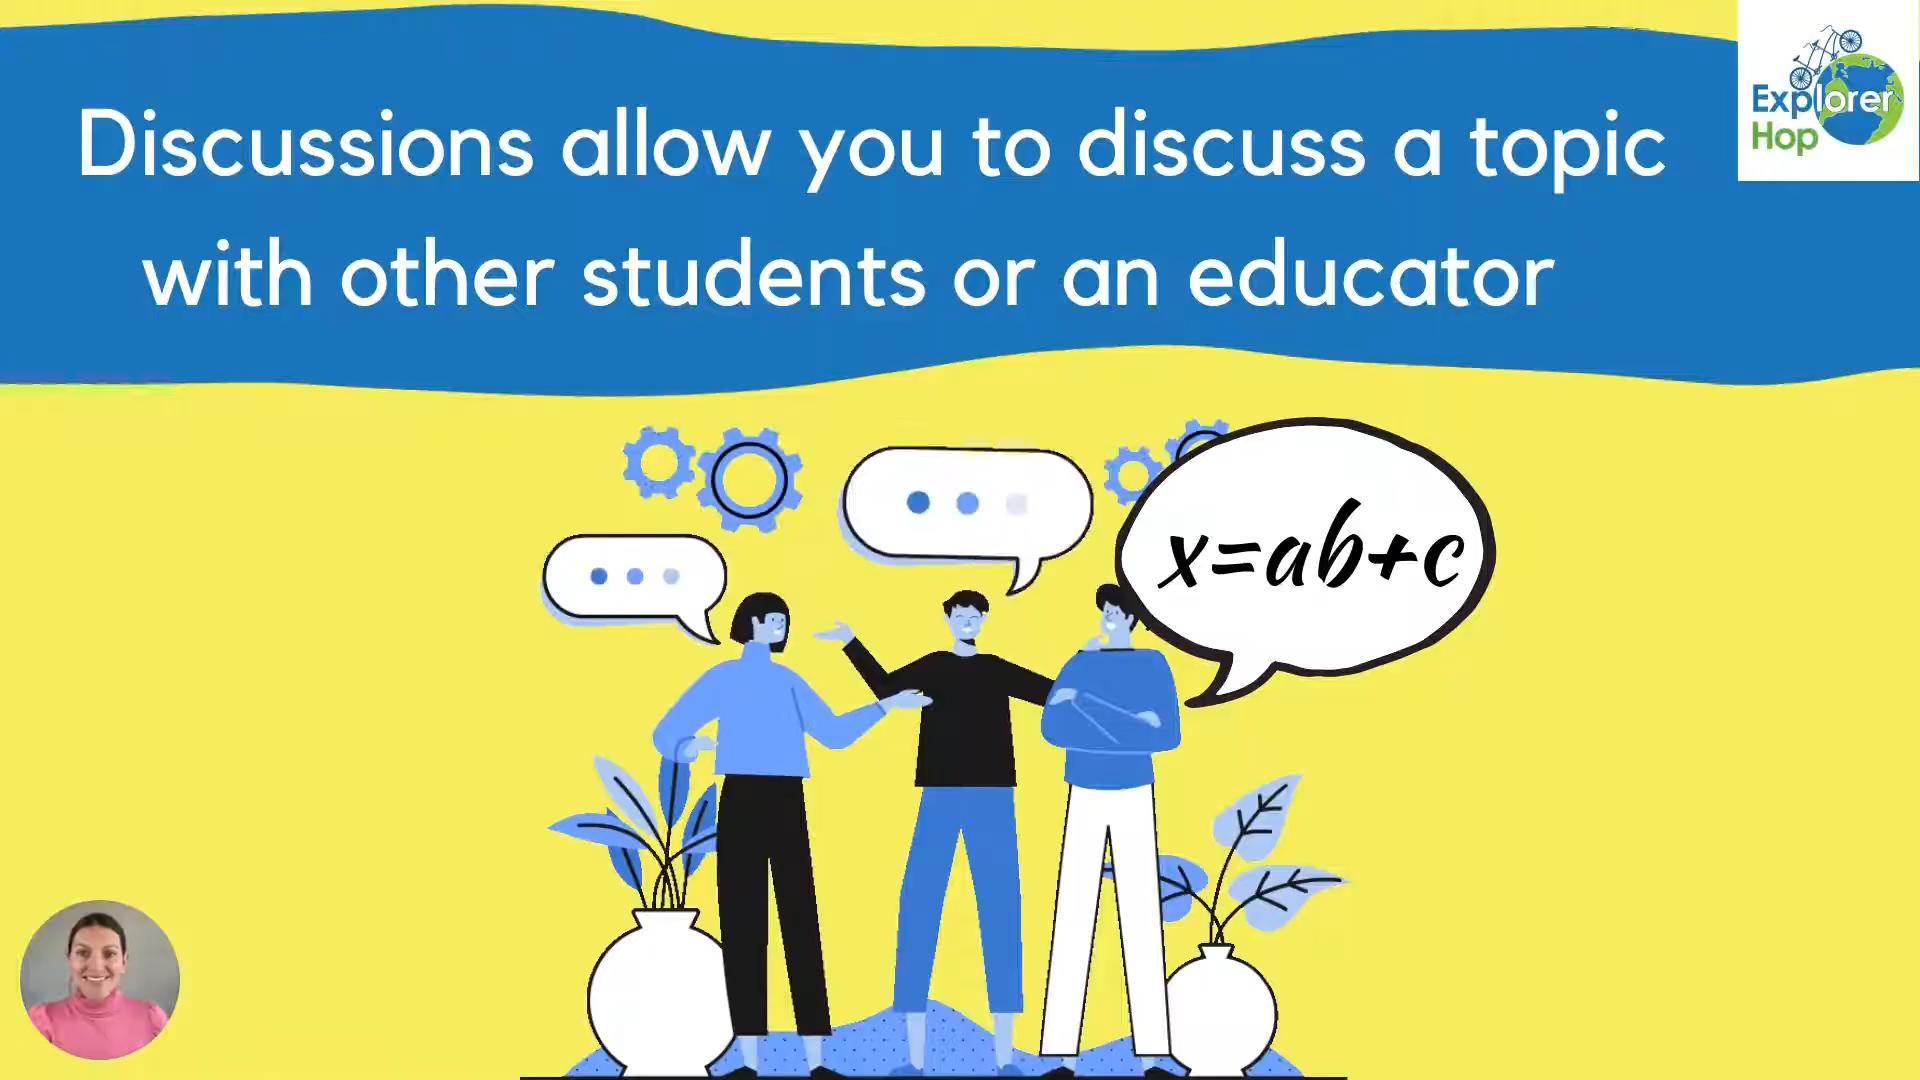 Discussions allow you to discuss a topic
with other students or an educator
Explorer
Hop
x=ab+c